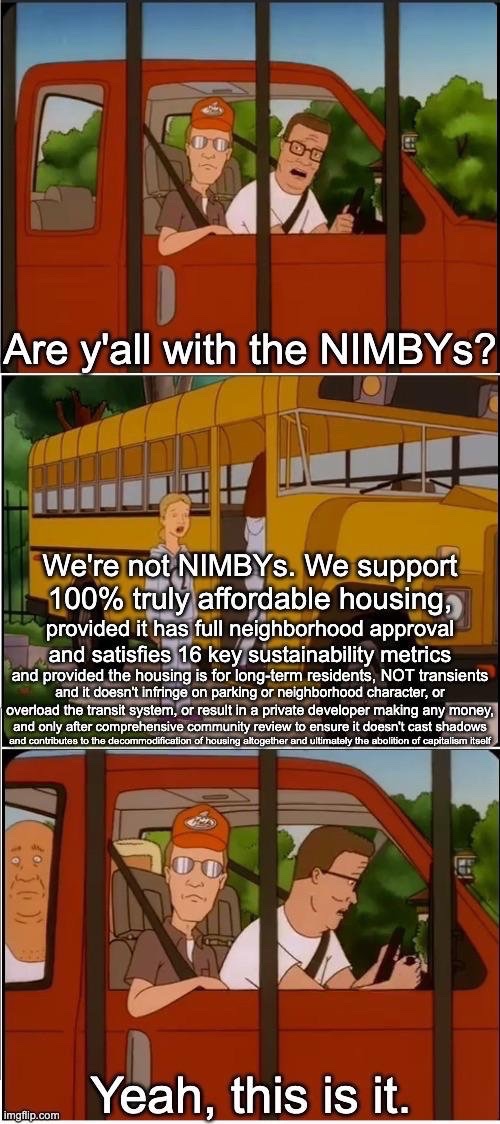 Are y'all with the NIMBYs?
We're not NIMBYs. We support
100% truly affordable housing,
provided it has full neighborhood approval
and satisfies 16 key sustainability metrics
and provided the housing is for long-term residents, NOT transients
and it doesn't infringe on parking or neighborhood character, or
overload the transit system, or result in a private developer making any money,
and only after comprehensive community review to ensure it doesn't cast shadows
and contributes to the decommodification of housing altogether and ultimately the abolition of capitalism itself
Yeah, this is it.
imgflip.com